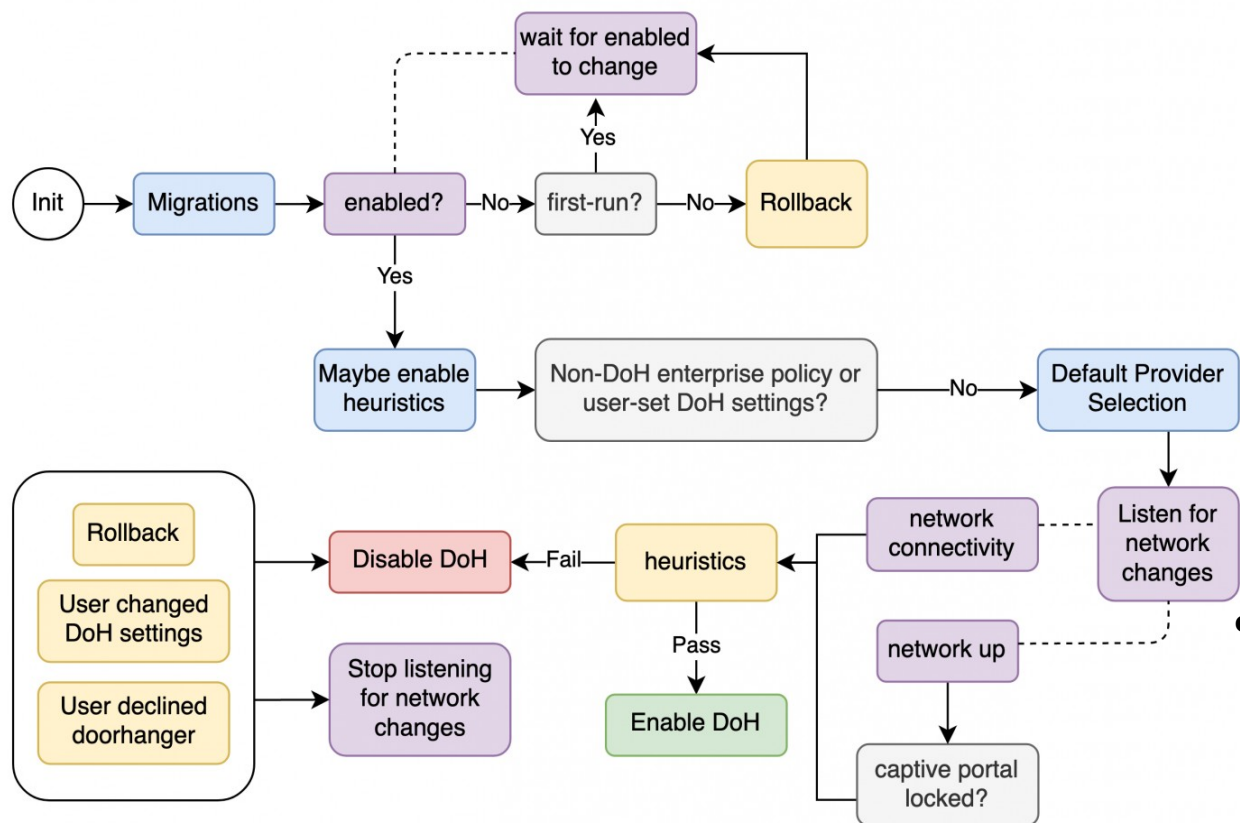 wait for enabled
to change
Yes
Init
Migrations
enabled?
No
first-run?
No
Rollback
Yes
Maybe enable
heuristics
Non-DoH enterprise policy or
user-set DoH settings?
No
Default Provider
Selection
Rollback
User changed
DoH settings
User declined
doorhanger
Disable DoH
Fail
heuristics
network
connectivity
Listen for
network
changes
Stop listening
for network
changes
Pass
network up
Enable DoH
captive portal
locked?